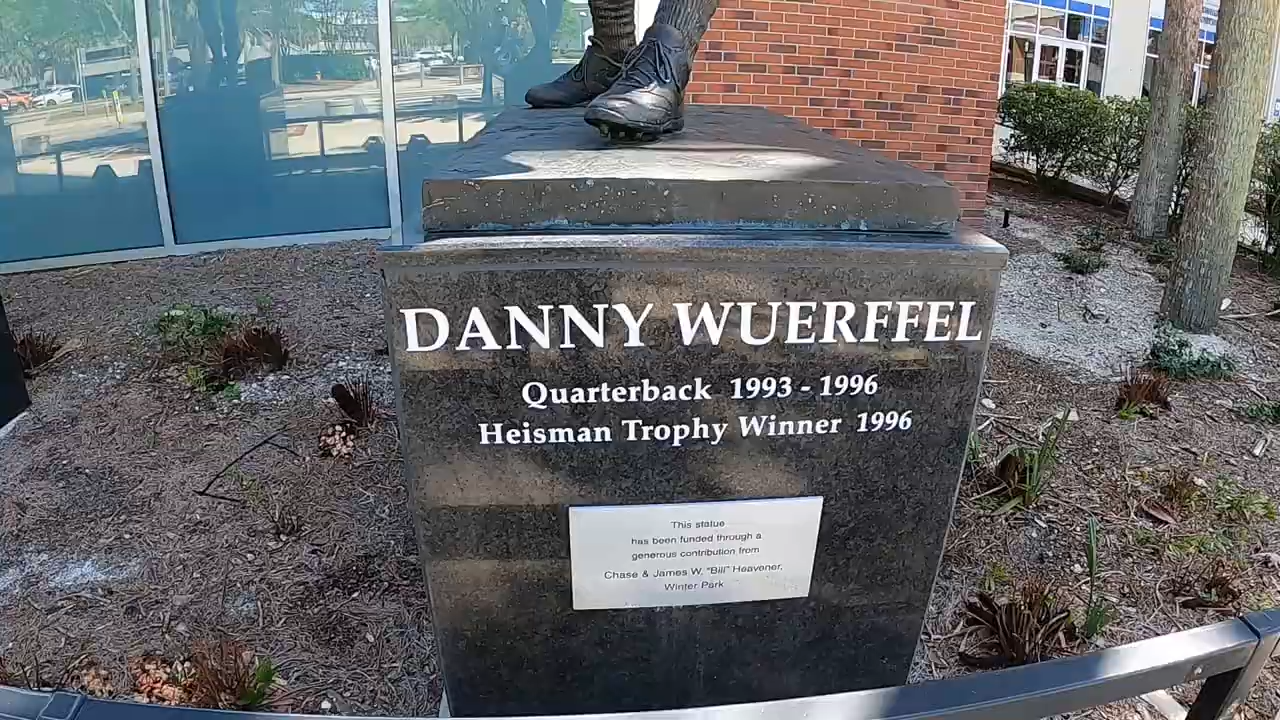 DANNY WUERFFEL
Quarterback 1993 - 1996
Heisman Trophy Winner 1996
This statue
has been funded through a
generous contribution from
Chase & James W. "Bill" Heavener,
Winter Park